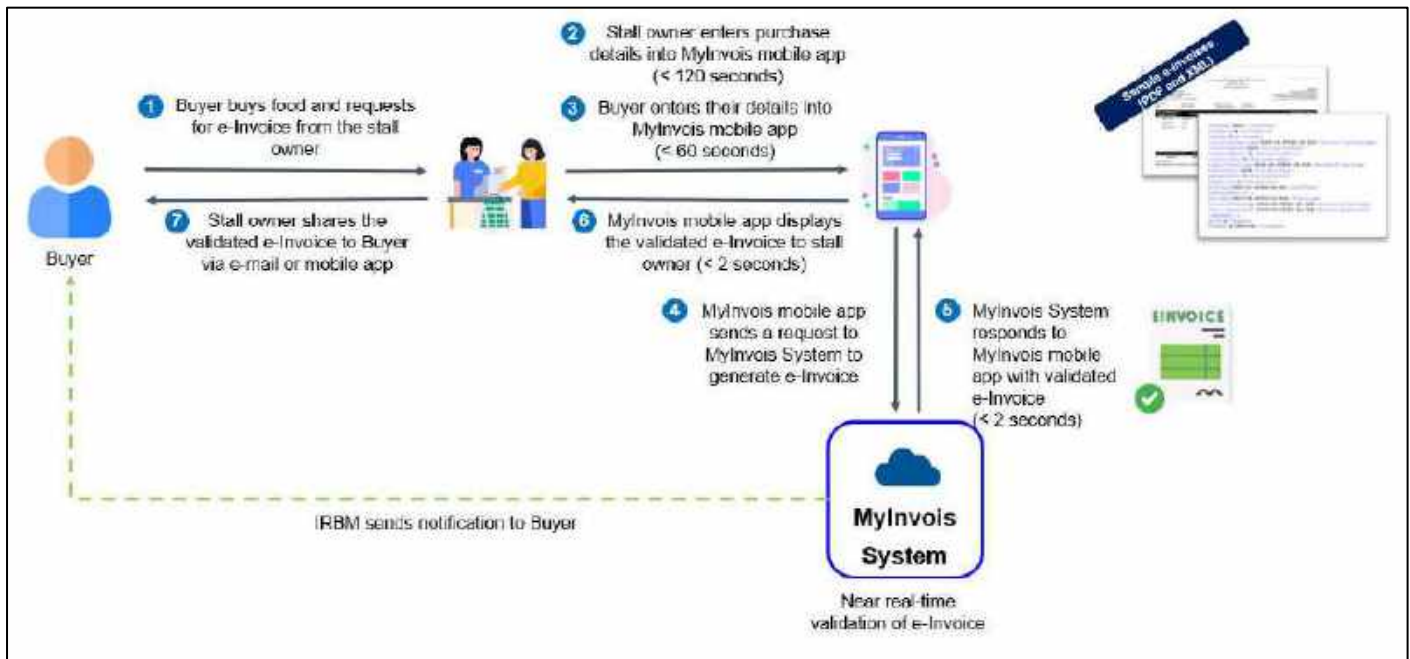 1 Buyer buys food and requests
for e-Invoice from the stall
owner
2 Stall owner enters purchase
details into MyInvois mobile app
(< 120 seconds)
3 Buyer enters their details into
MyInvois mobile app
(< 60 seconds)
Sample e-Invoices
(PDF and XML)
7 Stall owner shares the
validated e-Invoice to Buyer
via e-mail or mobile app
6 MyInvois mobile app displays
the validated e-Invoice to stall
owner (< 2 seconds)
Buyer
4 MyInvois mobile app
sends a request to
MyInvois System to
generate e-Invoice
5 MyInvois System
responds to
MyInvois mobile
app with validated
e-Invoice
(< 2 seconds)
EINVOICE
IRBM sends notification to Buyer
MyInvois
System
Near real-time
validation of e-Invoice